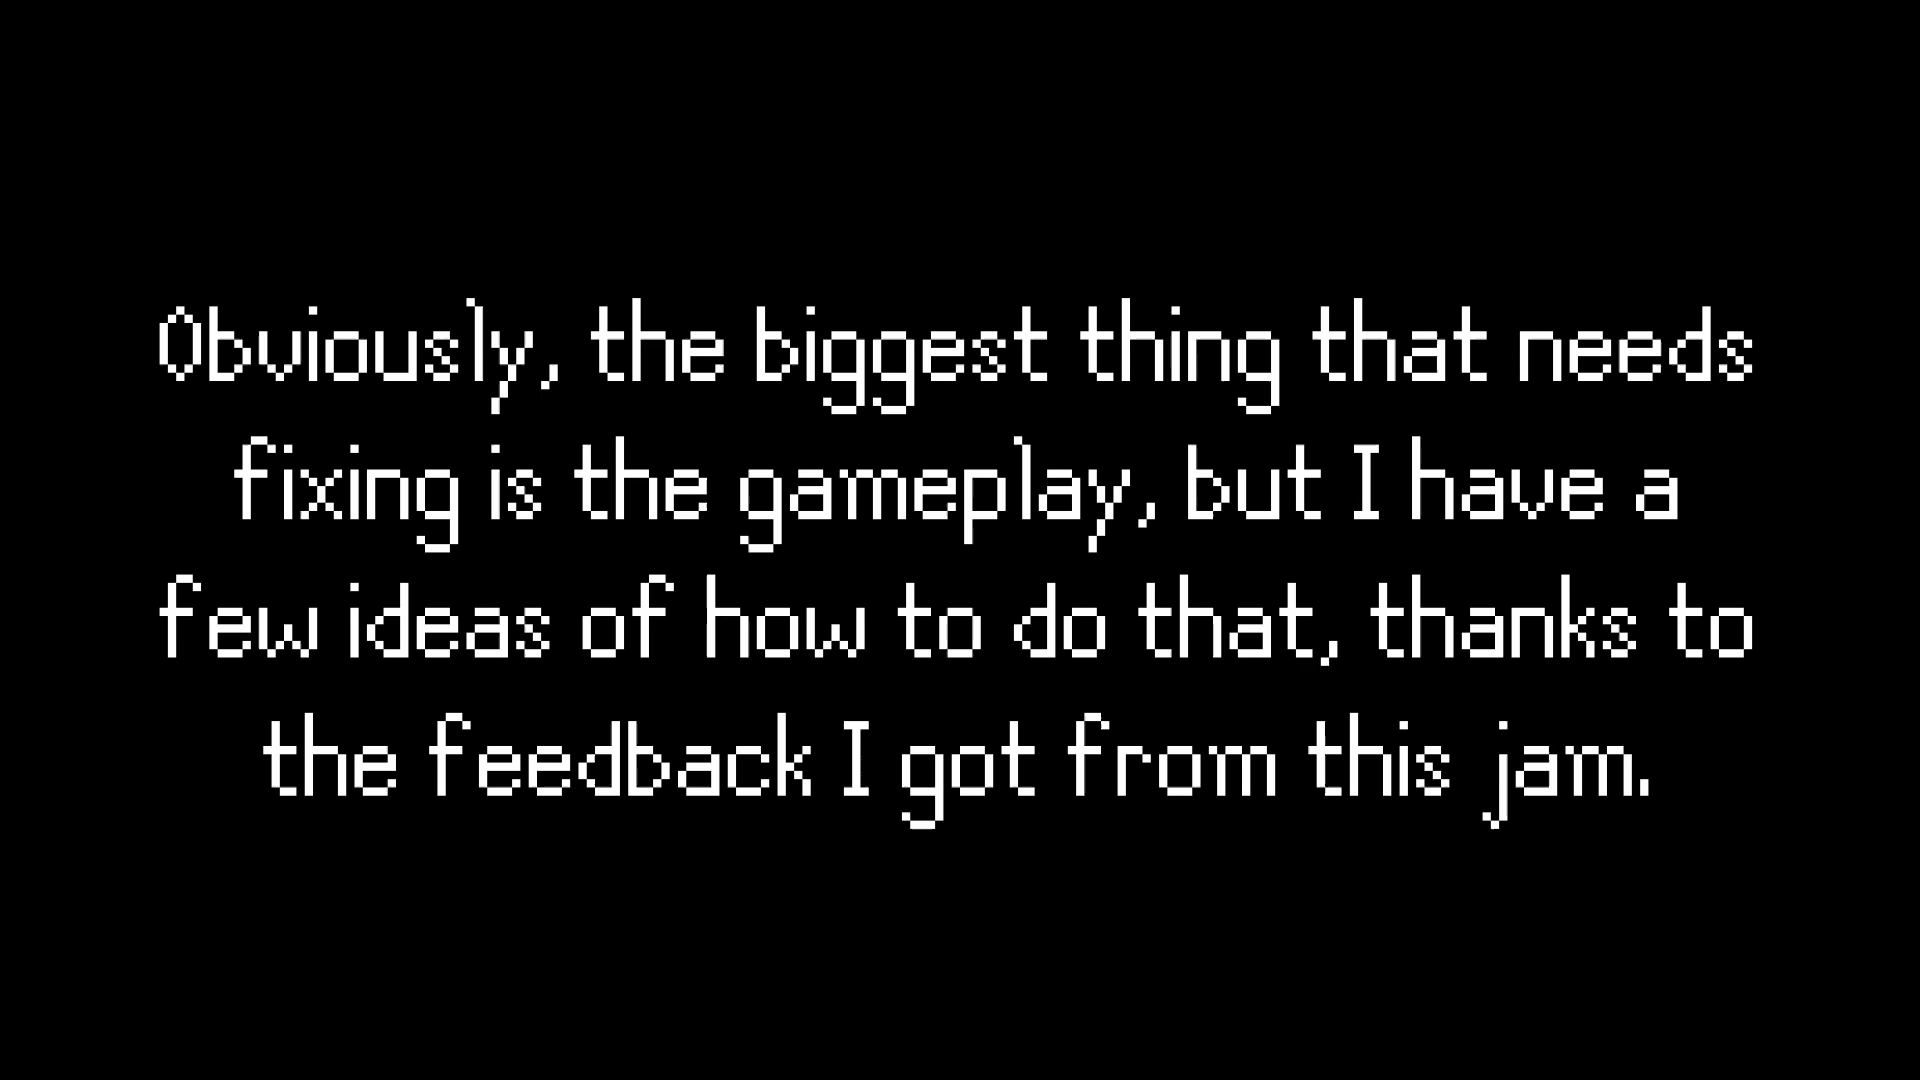 Obviously, the biggest thing that needs
fixing is the gameplay, but I have a
few ideas of how to do that, thanks to
the feedback I got from this jam.